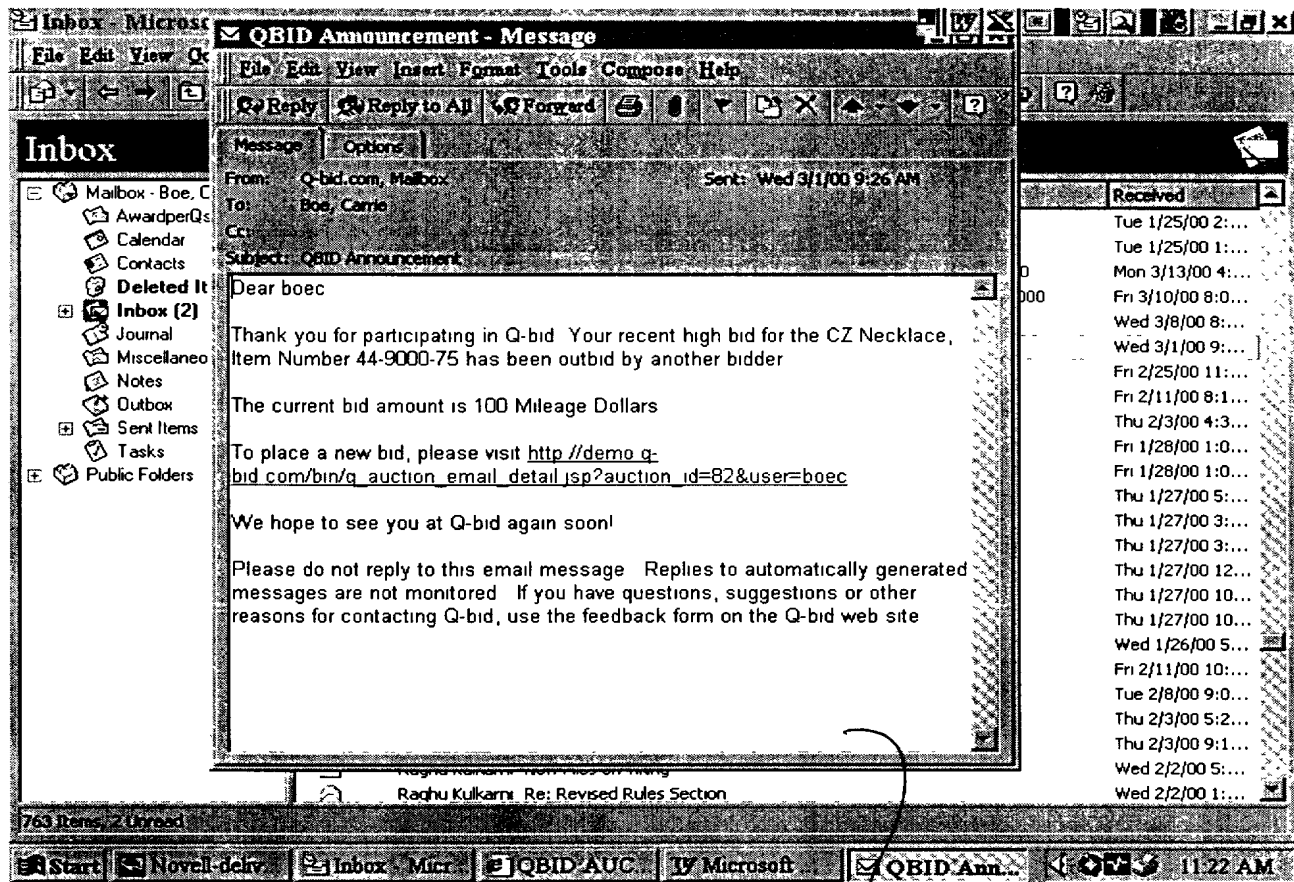 Inbox - Microsc
QBID Announcement - Message
File Edit View
File Edit View Insert Format Tools Compose Help
Reply Reply to All Forward
Inbox
Message Options
From: Q-bid.com, Mailbox Sent: Wed 3/1/00 9:26 AM
To: Boe, Carrie
Cc:
Subject: QBID Announcement
Mailbox - Boe, C
AwardperQs
Calendar
Contacts
Deleted It
Inbox (2)
Journal
Miscellaneo
Notes
Outbox
Sent Items
Tasks
Public Folders
Dear boec
Thank you for participating in Q-bid Your recent high bid for the CZ Necklace,
Item Number 44-9000-75 has been outbid by another bidder
The current bid amount is 100 Mileage Dollars
To place a new bid, please visit http //demo q-
bid com/bin/q_auction_email_detail jsp?auction_id=82&user=boec
We hope to see you at Q-bid again soon!
Please do not reply to this email message Replies to automatically generated
messages are not monitored If you have questions, suggestions or other
reasons for contacting Q-bid, use the feedback form on the Q-bid web site
Received
Tue 1/25/00 2:...
Tue 1/25/00 1:...
Mon 3/13/00 4:...
000 Fri 3/10/00 8:0...
Wed 3/8/00 8:...
Wed 3/1/00 9:...
Fri 2/25/00 11:...
Fri 2/11/00 8:1...
Thu 2/3/00 4:3...
Fri 1/28/00 1:0...
Fri 1/28/00 1:0...
Thu 1/27/00 5:...
Thu 1/27/00 3:...
Thu 1/27/00 3:...
Thu 1/27/00 12...
Thu 1/27/00 10...
Thu 1/27/00 10...
Wed 1/26/00 5...
Fri 2/11/00 10:...
Tue 2/8/00 9:0...
Thu 2/3/00 5:2...
Thu 2/3/00 9:1...
Wed 2/2/00 5:...
Raghu Kulkarni Re: Revised Rules Section Wed 2/2/00 1:...
763 Items, 2 Unread
Start Novell-deliv... Inbox - Micr... QBID AUC... Microsoft ... QBID Ann... 11:22 AM